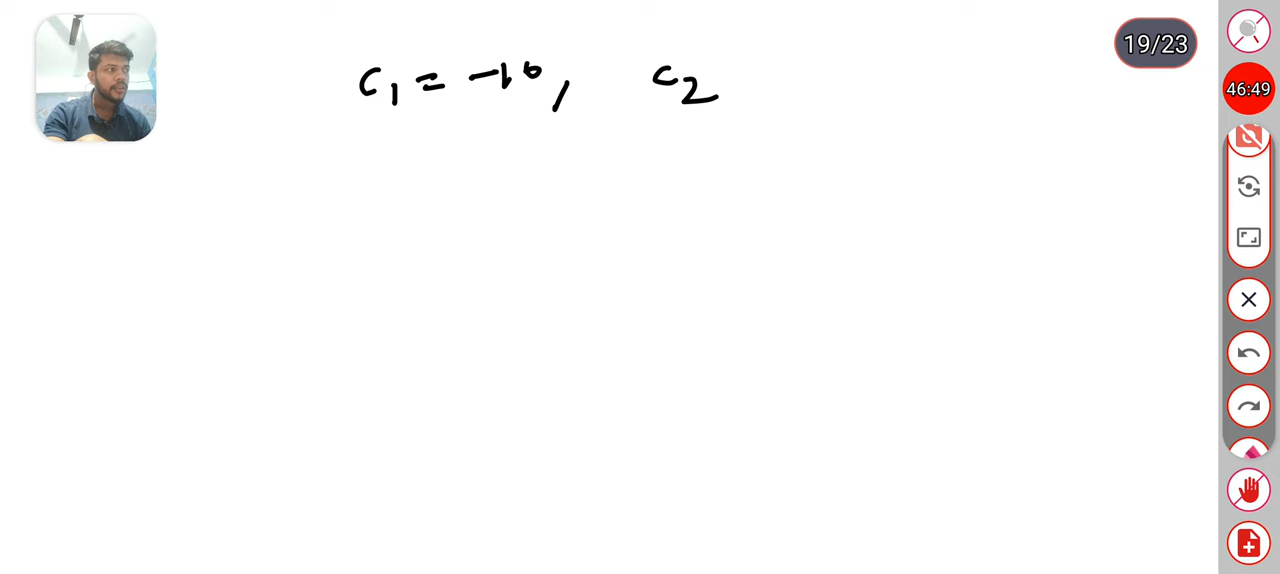 c₁ = -10, c₂
19/23
46:49